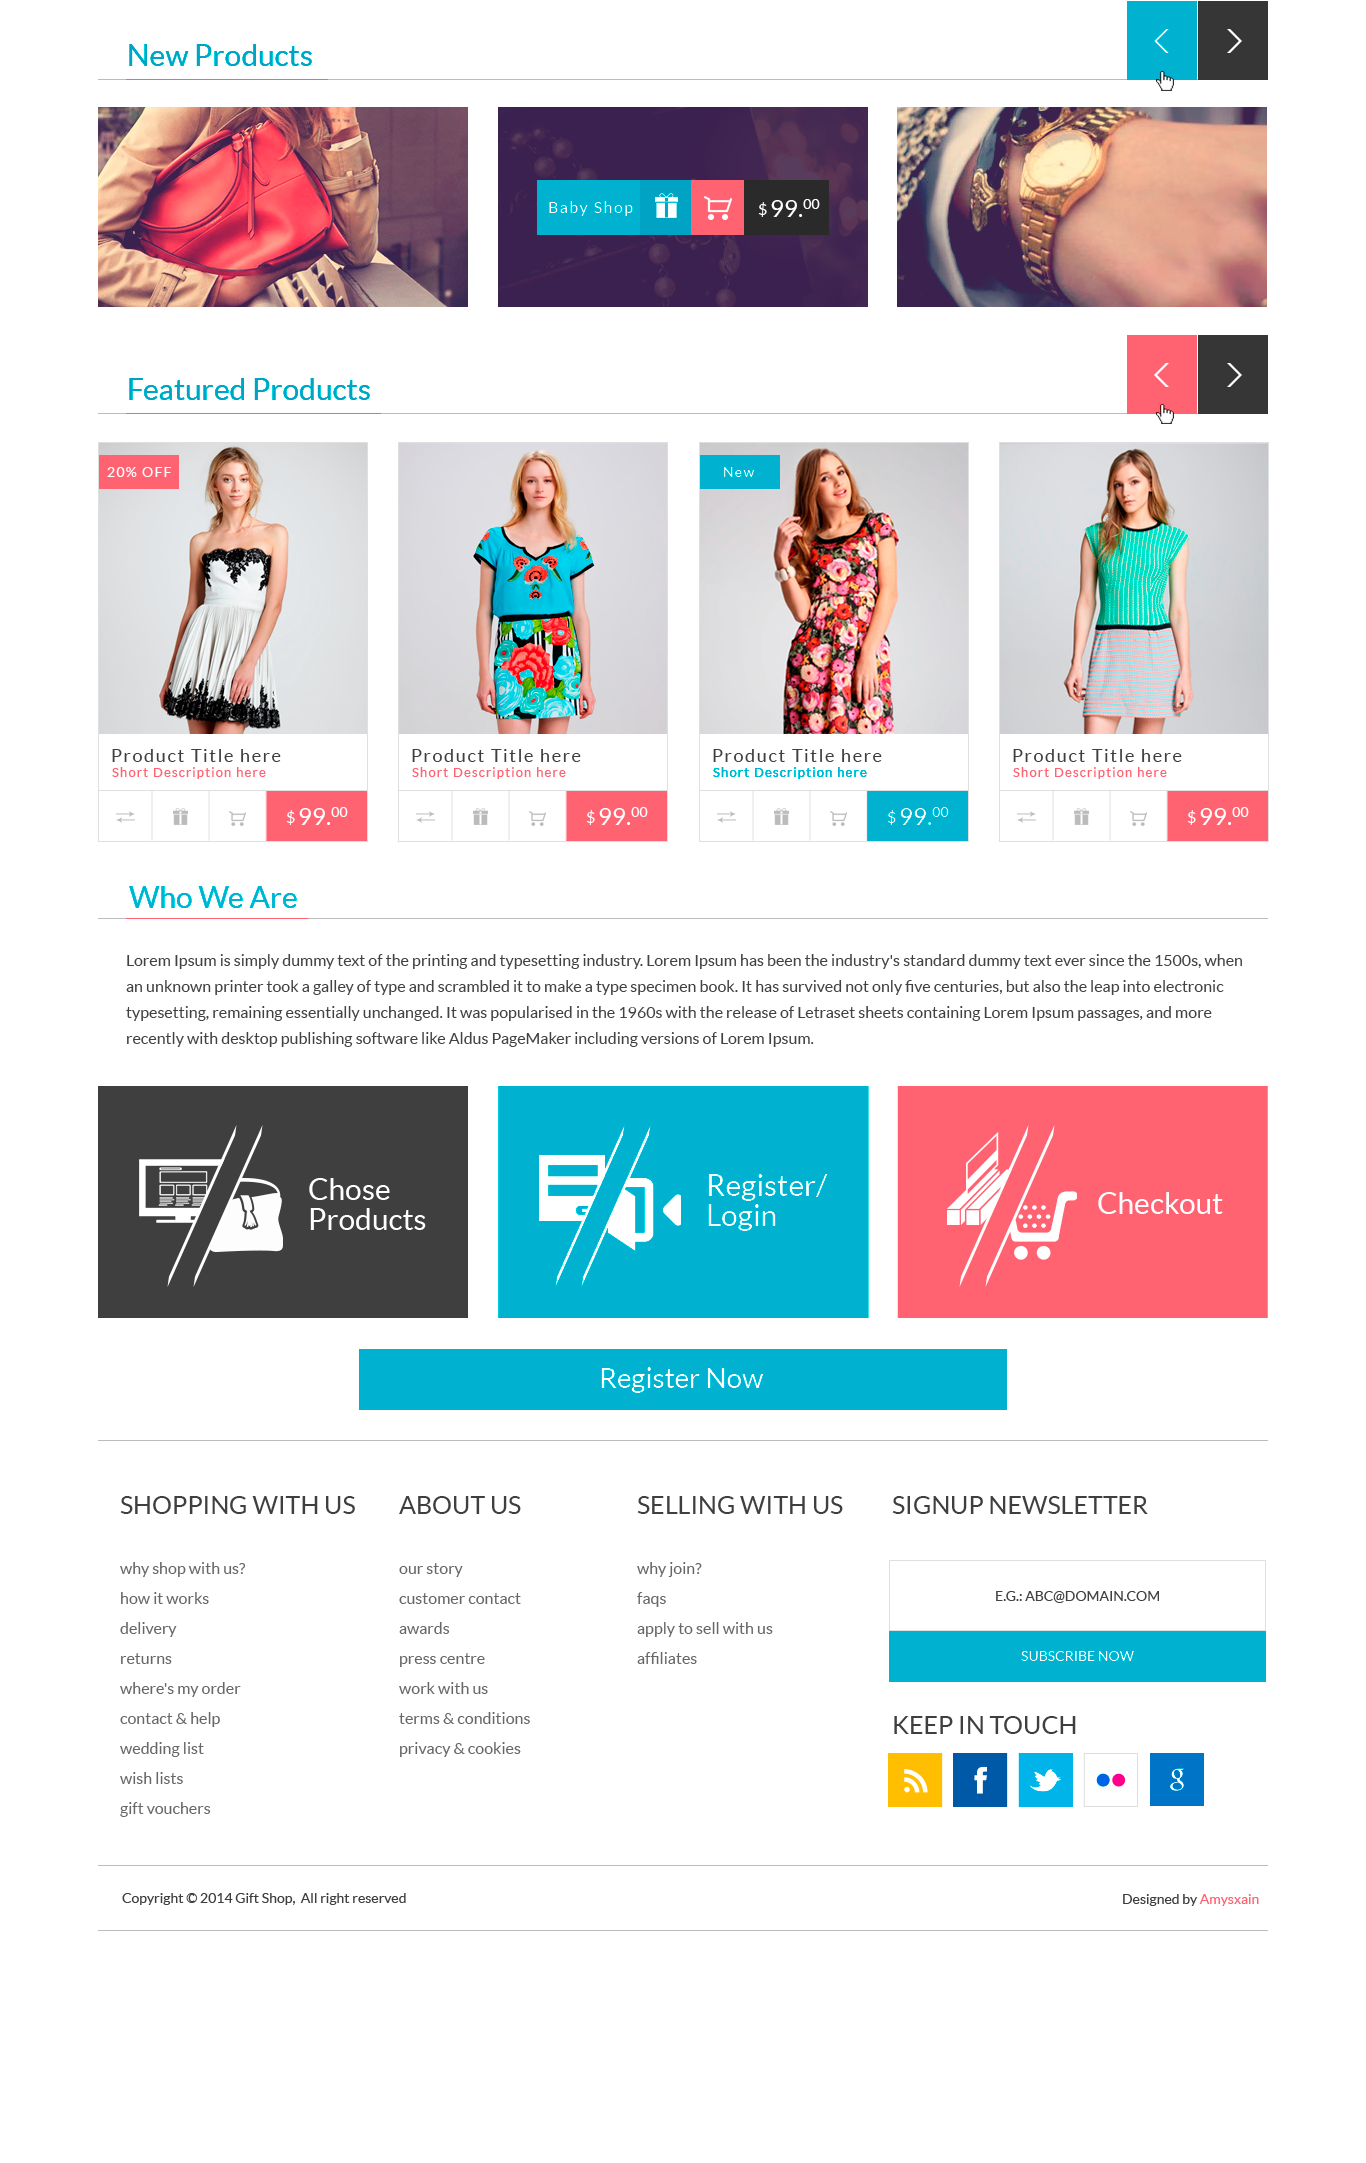 New Products
Baby Shop
$99.00
Featured Products
20% OFF
New
Product Title here
Short Description here
$99.00
Product Title here
Short Description here
$99.00
Product Title here
Short Description here
$99.00
Product Title here
Short Description here
$99.00
Who We Are
Lorem Ipsum is simply dummy text of the printing and typesetting industry. Lorem Ipsum has been the industry's standard dummy text ever since the 1500s, when
an unknown printer took a galley of type and scrambled it to make a type specimen book. It has survived not only five centuries, but also the leap into electronic
typesetting, remaining essentially unchanged. It was popularised in the 1960s with the release of Letraset sheets containing Lorem Ipsum passages, and more
recently with desktop publishing software like Aldus PageMaker including versions of Lorem Ipsum.
Chose
Products
Register/
Login
Checkout
Register Now
SHOPPING WITH US
why shop with us?
how it works
delivery
returns
where's my order
contact & help
wedding list
wish lists
gift vouchers
ABOUT US
our story
customer contact
awards
press centre
work with us
terms & conditions
privacy & cookies
SELLING WITH US
why join?
faqs
apply to sell with us
affiliates
SIGNUP NEWSLETTER
E.G.: ABC@DOMAIN.COM
SUBSCRIBE NOW
KEEP IN TOUCH
f
g
Copyright © 2014 Gift Shop, All right reserved
Designed by Amysxain